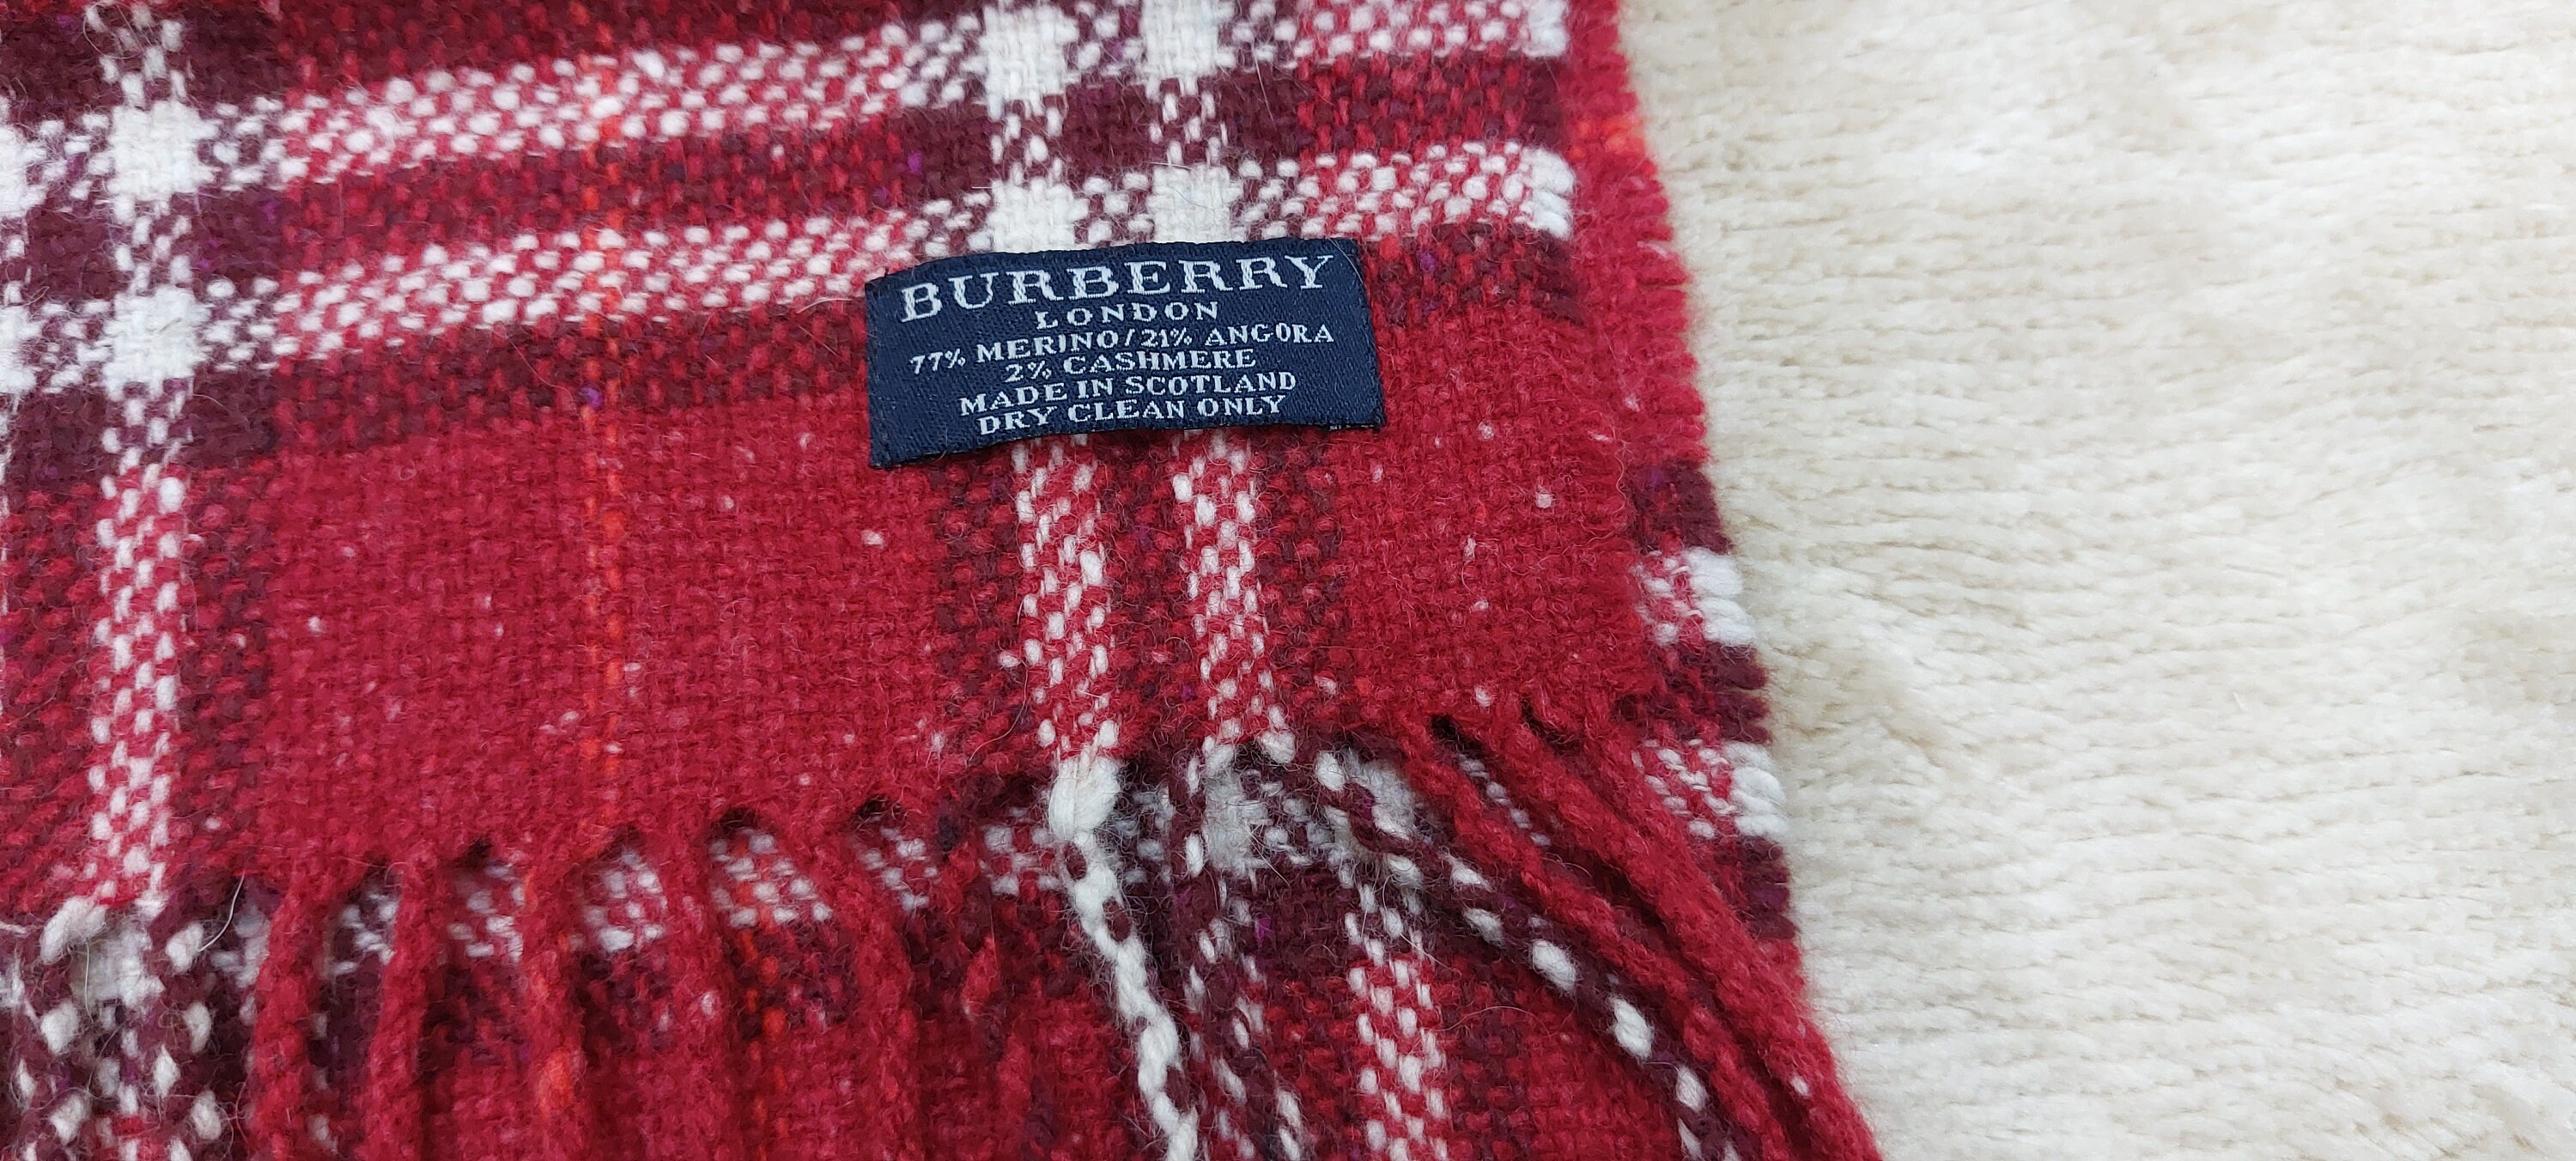 BURBERRY
LONDON
77% MERINO/21% ANGORA
2% CASHMERE
MADE IN SCOTLAND
DRY CLEAN ONLY